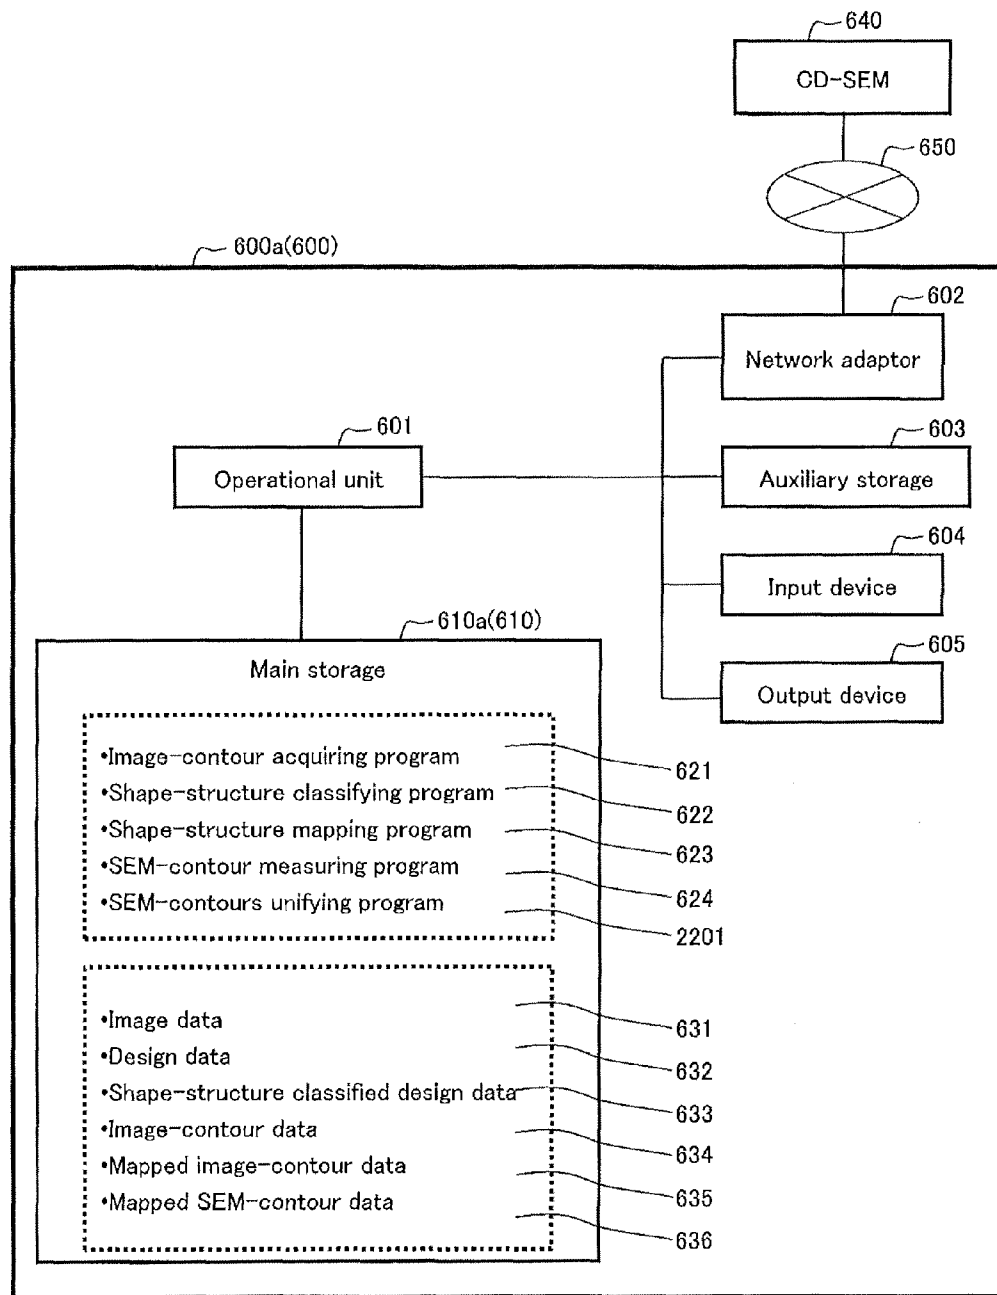 640
CD-SEM
650
600a(600)
602
Network adaptor
601
Operational unit
603
Auxiliary storage
604
Input device
605
Output device
610a(610)
Main storage
•Image-contour acquiring program
621
•Shape-structure classifying program
622
•Shape-structure mapping program
623
•SEM-contour measuring program
624
•SEM-contours unifying program
2201
•Image data
631
•Design data
632
•Shape-structure classified design data
633
•Image-contour data
634
•Mapped image-contour data
635
•Mapped SEM-contour data
636